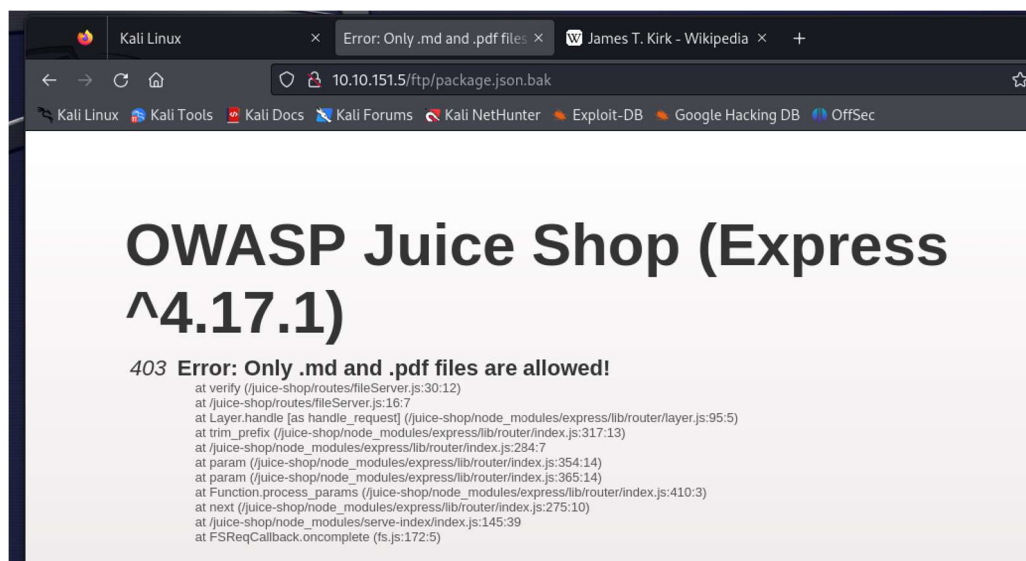 Kali Linux
Error: Only .md and .pdf files
James T. Kirk - Wikipedia
10.10.151.5/ftp/package.json.bak
Kali Linux Kali Tools Kali Docs Kali Forums Kali NetHunter Exploit-DB Google Hacking DB OffSec
OWASP Juice Shop (Express
^4.17.1)
403 Error: Only .md and .pdf files are allowed!
at verify (/juice-shop/routes/fileServer.js:30:12)
at /juice-shop/routes/fileServer.js:16:7
at Layer.handle [as handle_request] (/juice-shop/node_modules/express/lib/router/layer.js:95:5)
at trim_prefix (/juice-shop/node_modules/express/lib/router/index.js:317:13)
at /juice-shop/node_modules/express/lib/router/index.js:284:7
at param (/juice-shop/node_modules/express/lib/router/index.js:354:14)
at param (/juice-shop/node_modules/express/lib/router/index.js:365:14)
at Function.process_params (/juice-shop/node_modules/express/lib/router/index.js:410:3)
at next (/juice-shop/node_modules/express/lib/router/index.js:275:10)
at /juice-shop/node_modules/serve-index/index.js:145:39
at FSReqCallback.oncomplete (fs.js:172:5)